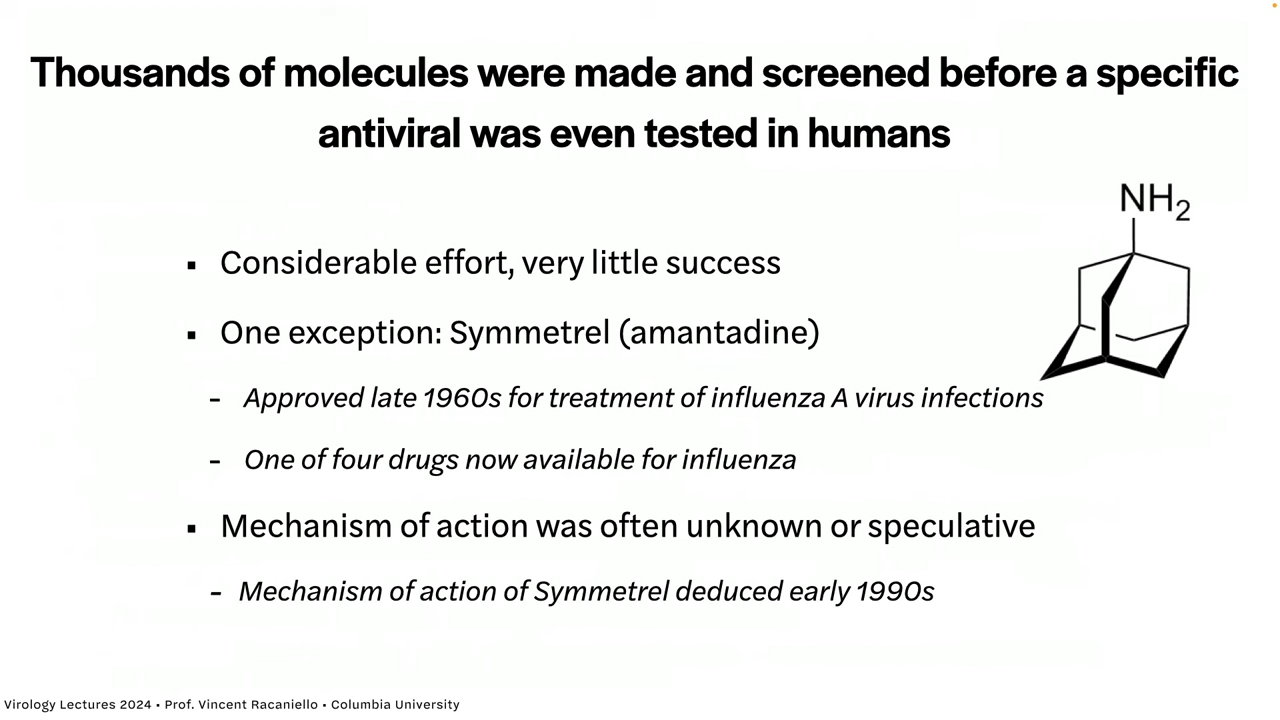 Thousands of molecules were made and screened before a specific
antiviral was even tested in humans
NH2
▪ Considerable effort, very little success
▪ One exception: Symmetrel (amantadine)
- Approved late 1960s for treatment of influenza A virus infections
- One of four drugs now available for influenza
▪ Mechanism of action was often unknown or speculative
- Mechanism of action of Symmetrel deduced early 1990s
Virology Lectures 2024 • Prof. Vincent Racaniello • Columbia University